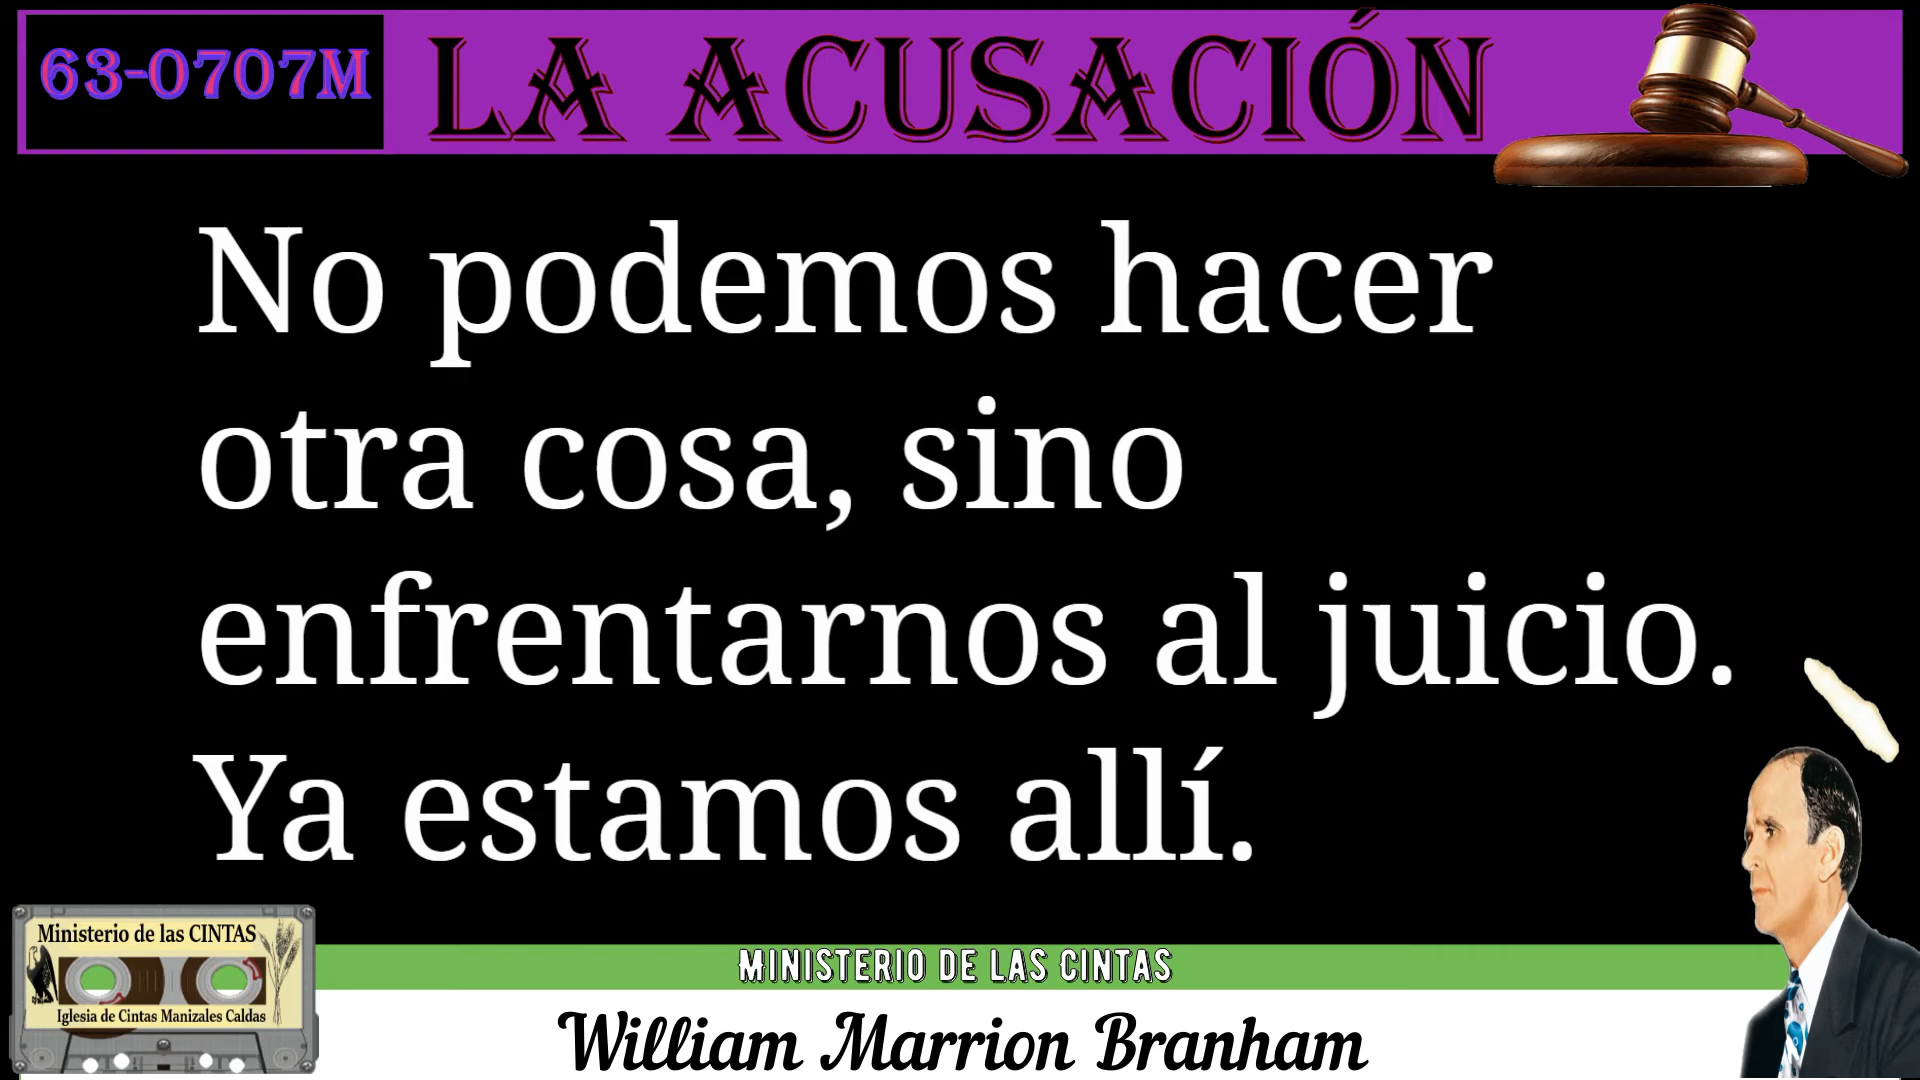 63-0707M
LA ACUSACIÓN
No podemos hacer
otra cosa, sino
enfrentarnos al juicio.
Ya estamos allí.
Ministerio de las CINTAS
Iglesia de Cintas Manizales Caldas
MINISTERIO DE LAS CINTAS
William Marrion Branham